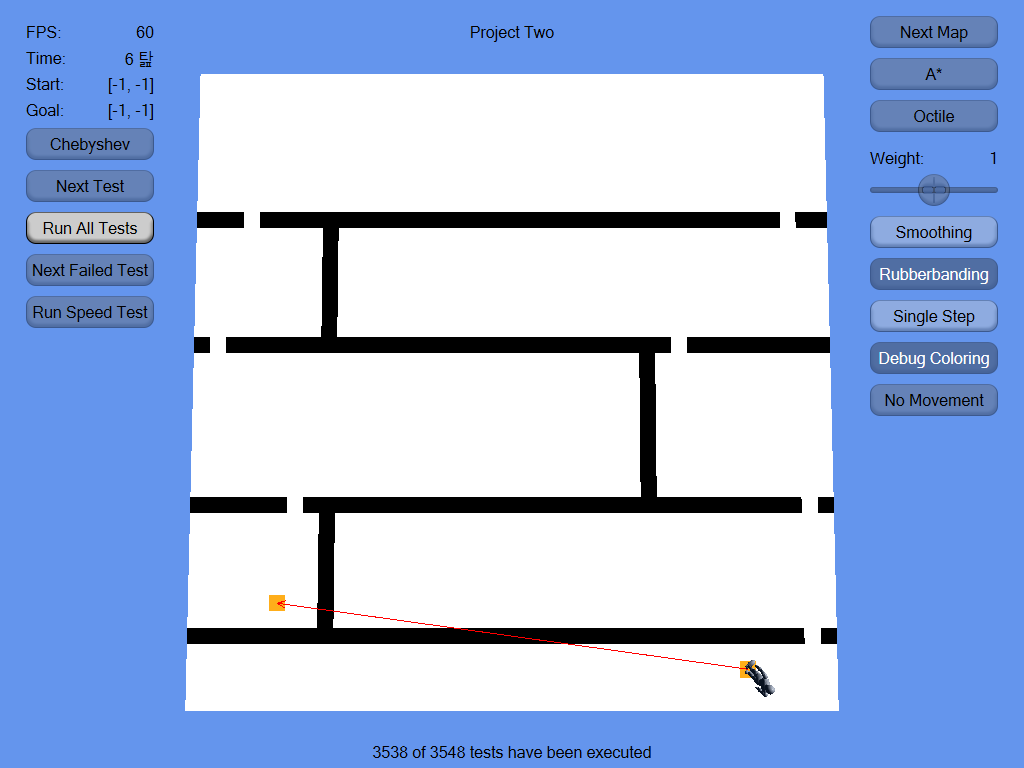 FPS: 60
Time: 6 탎
Start: [-1, -1]
Goal: [-1, -1]
Chebyshev
Next Test
Run All Tests
Next Failed Test
Run Speed Test
Project Two
Next Map
A*
Octile
Weight: 1
Smoothing
Rubberbanding
Single Step
Debug Coloring
No Movement
3538 of 3548 tests have been executed